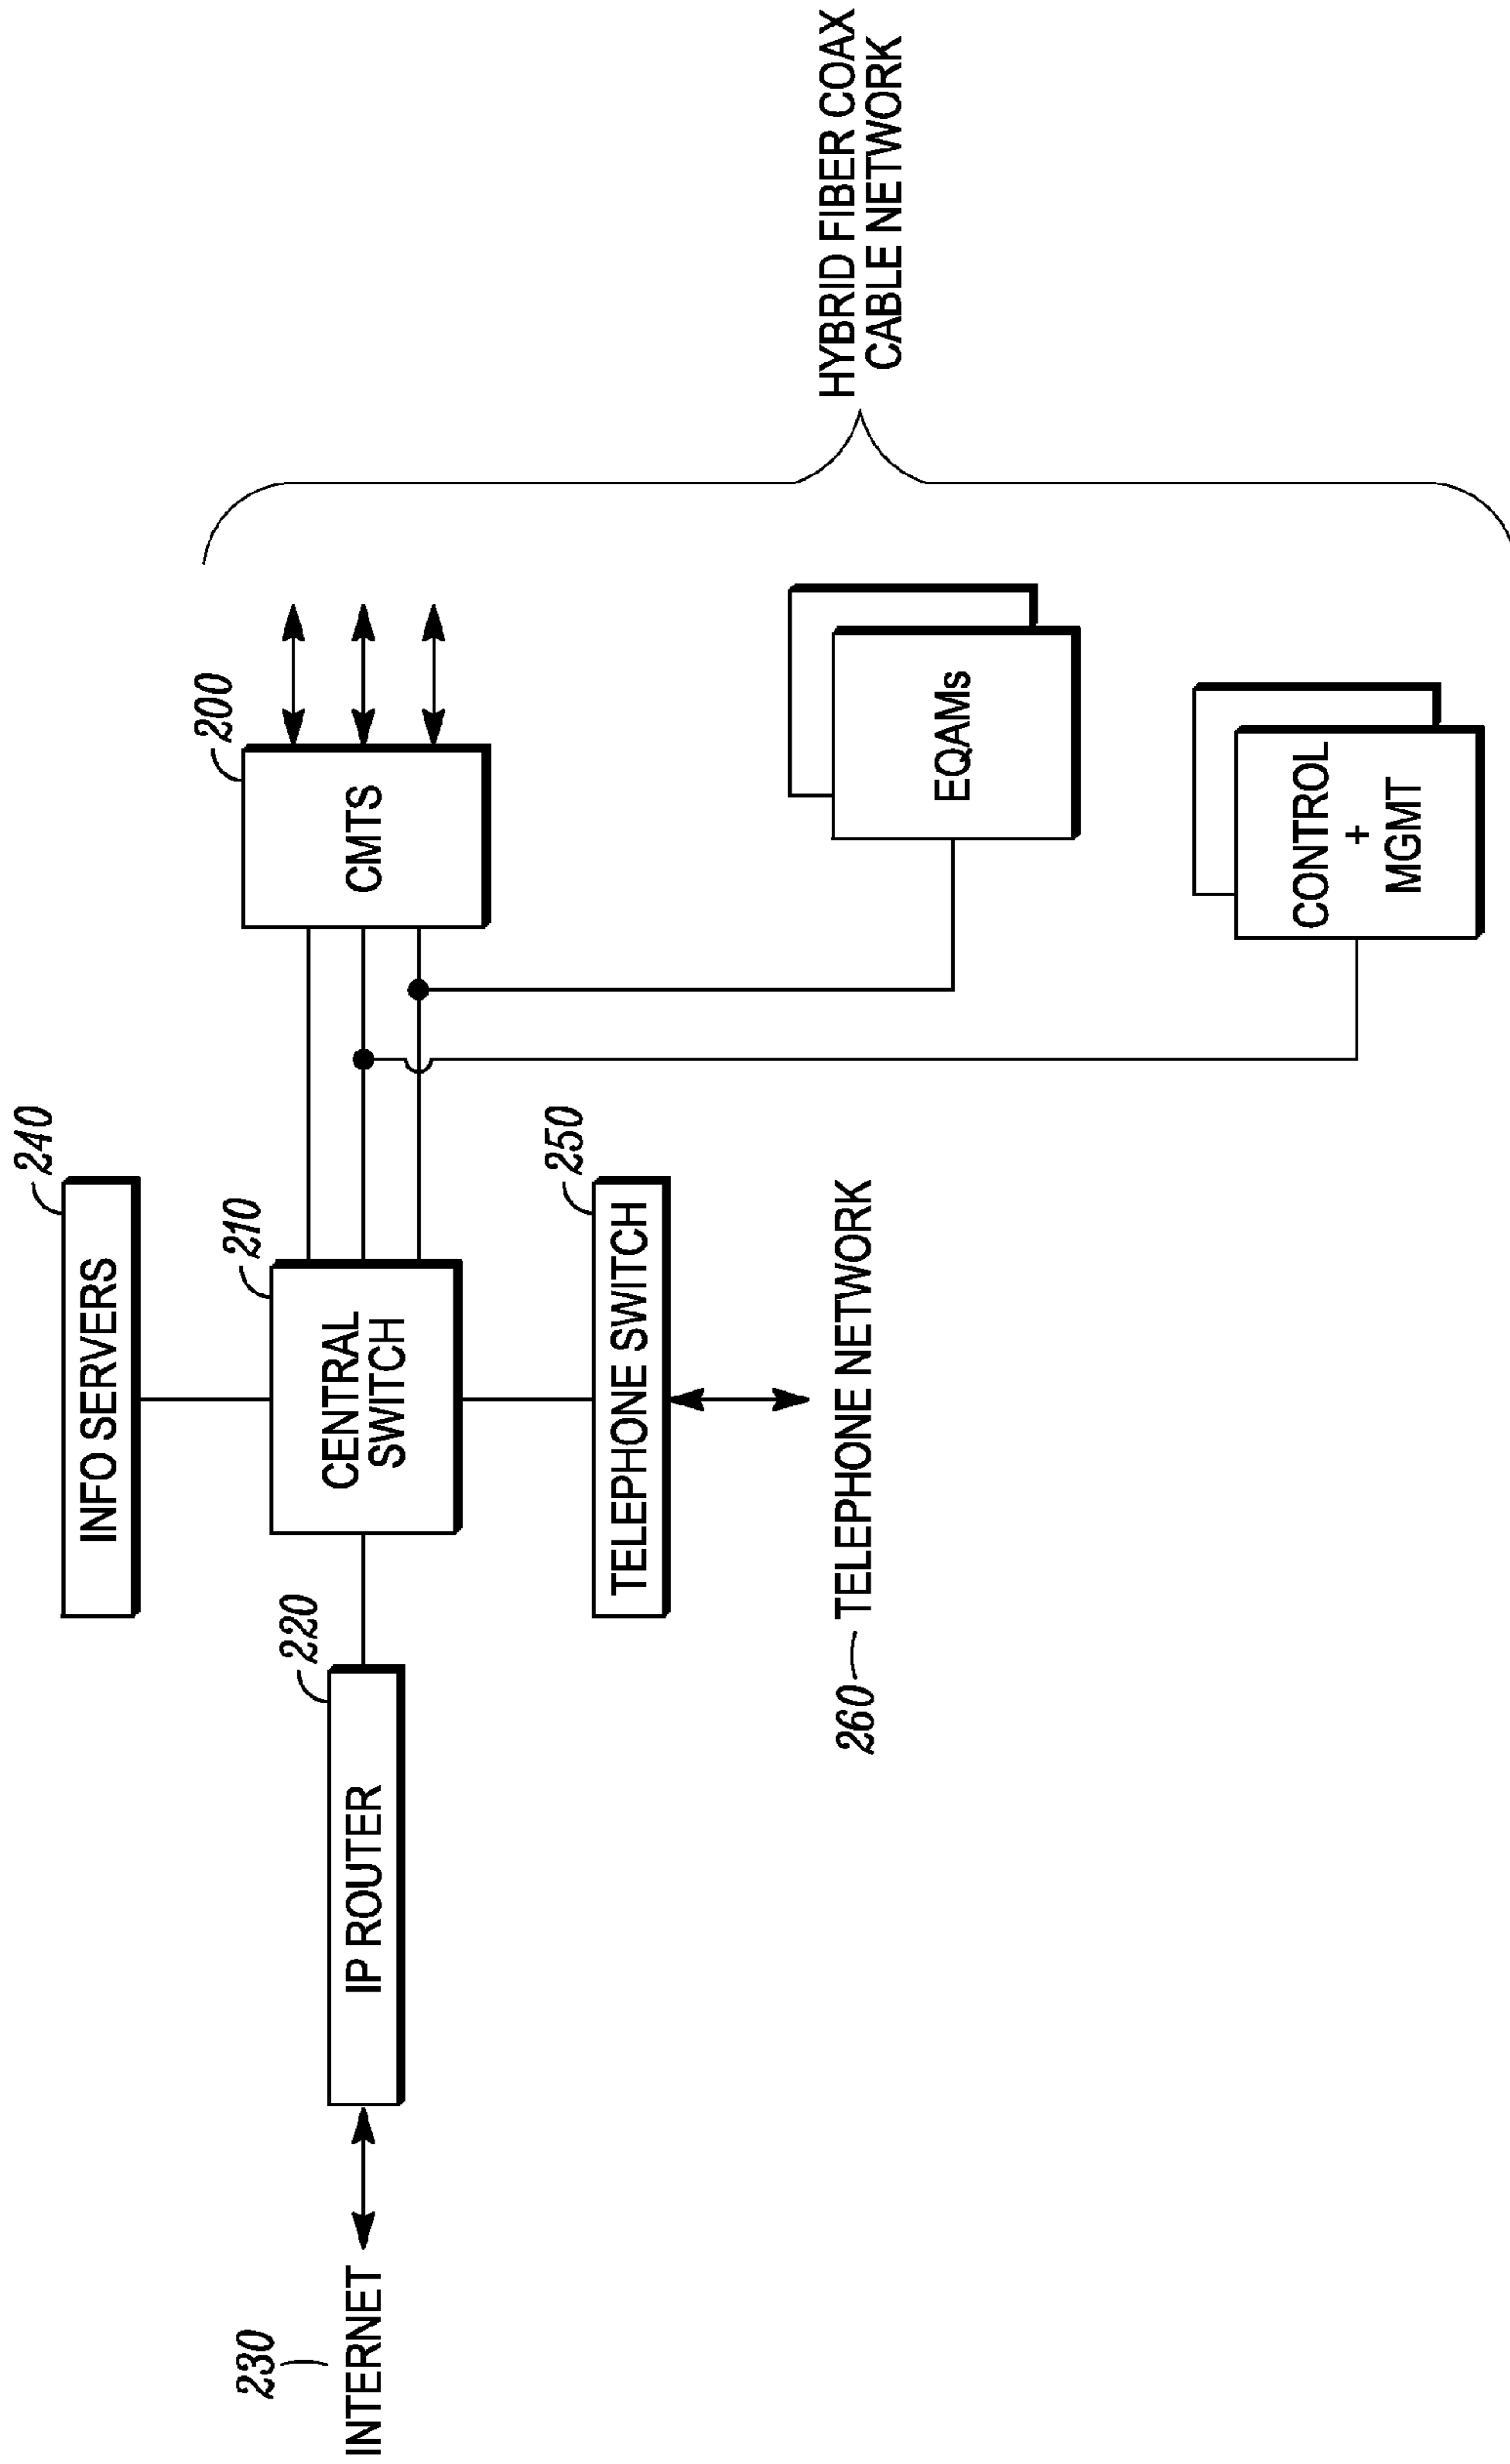 240
INFO SERVERS
230
INTERNET
220
IP ROUTER
210
CENTRAL
SWITCH
200
CMTS
250
TELEPHONE SWITCH
260
TELEPHONE NETWORK
EQAMs
CONTROL
+
MGMT
HYBRID FIBER COAX
CABLE NETWORK